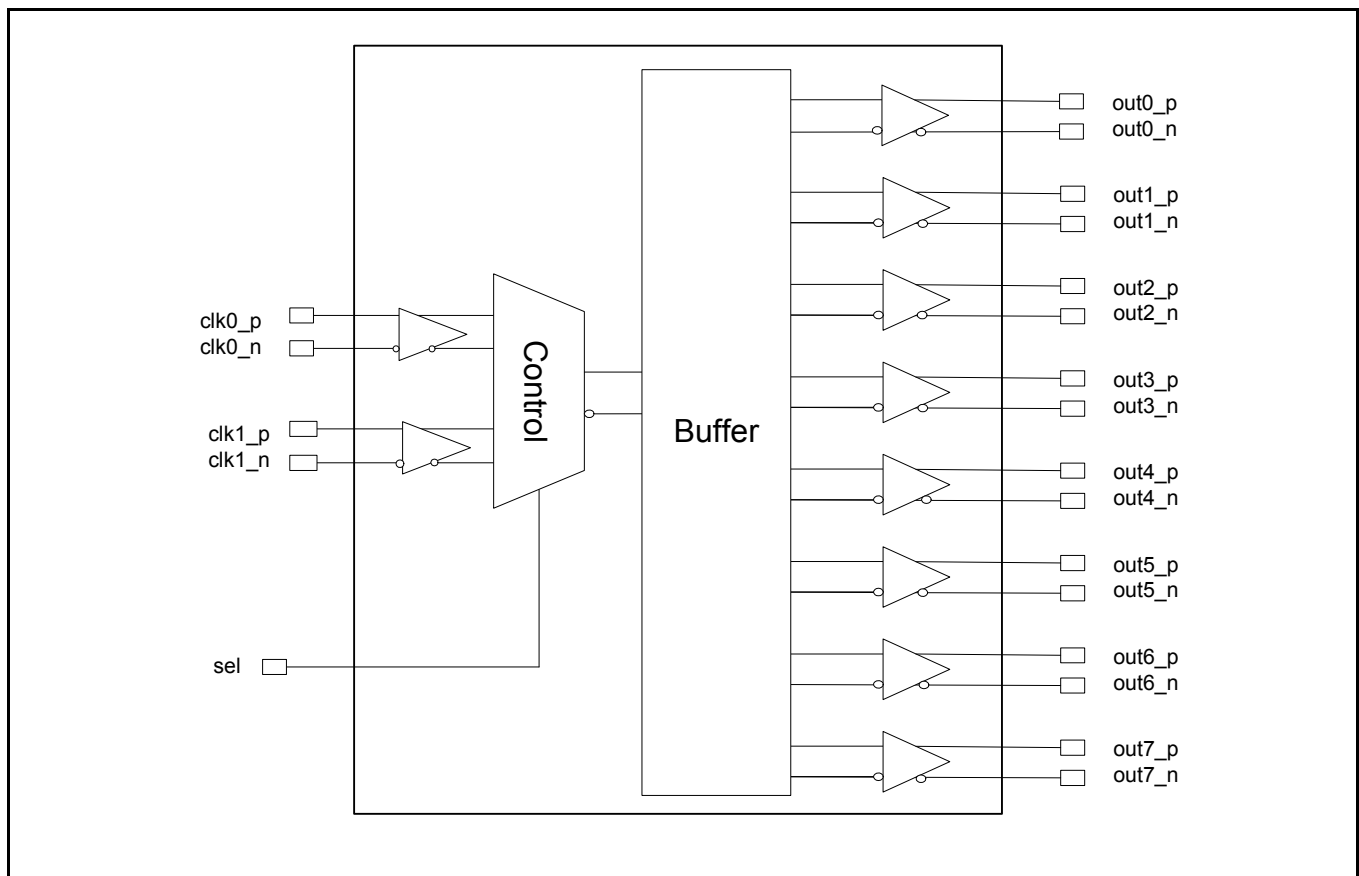 clk0_p
clk0_n
clk1_p
clk1_n
sel
Control
Buffer
out0_p
out0_n
out1_p
out1_n
out2_p
out2_n
out3_p
out3_n
out4_p
out4_n
out5_p
out5_n
out6_p
out6_n
out7_p
out7_n